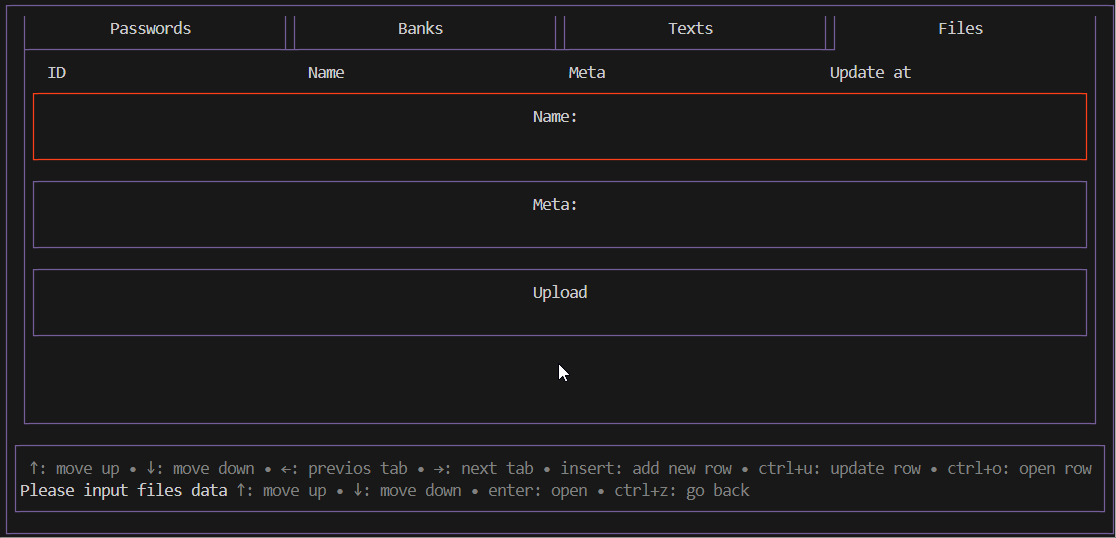 Passwords Banks Texts Files
ID Name Meta Update at
Name:
Meta:
Upload
↑: move up • ↓: move down • ←: previos tab • →: next tab • insert: add new row • ctrl+u: update row • ctrl+o: open row
Please input files data ↑: move up • ↓: move down • enter: open • ctrl+z: go back